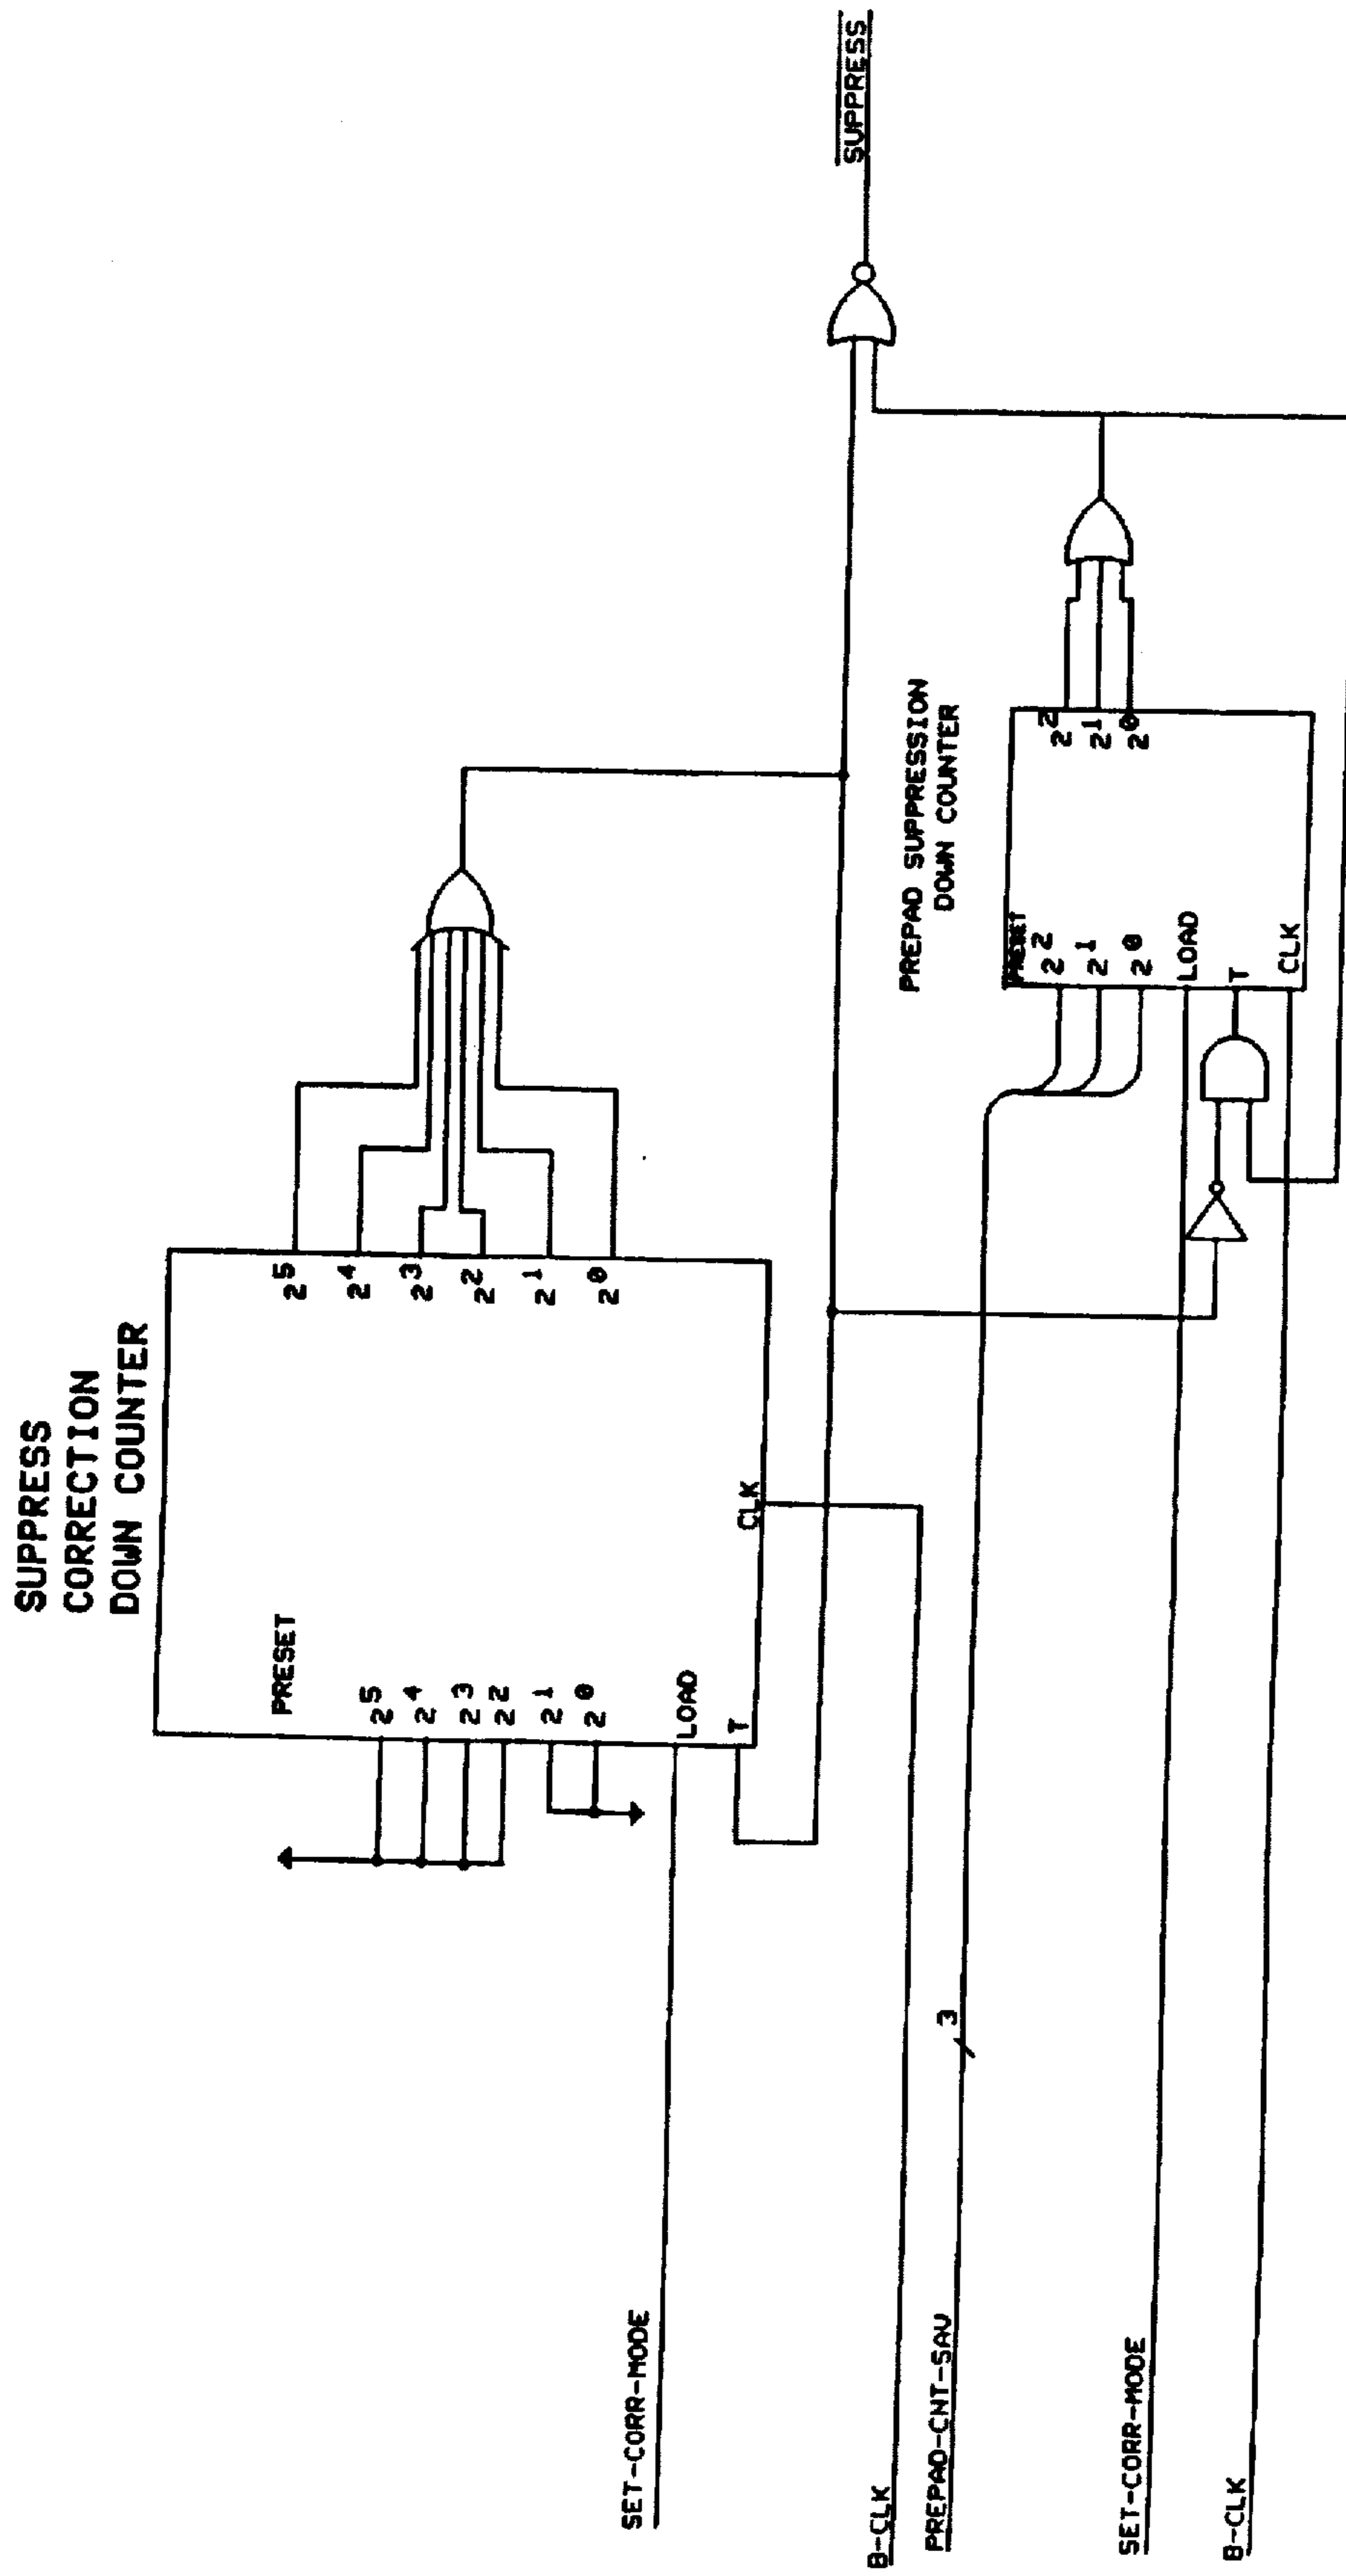 SUPPRESS
CORRECTION
DOWN COUNTER
PRESET
2^5
2^4
2^3
2^2
2^1
2^0
LOAD
T
CLK
2^5
2^4
2^3
2^2
2^1
2^0
SET-CORR-MODE
B-CLK
PREPAD-CNT-SAV
3
SET-CORR-MODE
B-CLK
PREPAD SUPPRESSION
DOWN COUNTER
PRESET
2^2
2^1
2^0
LOAD
T
CLK
2^2
2^1
2^0
SUPPRESS